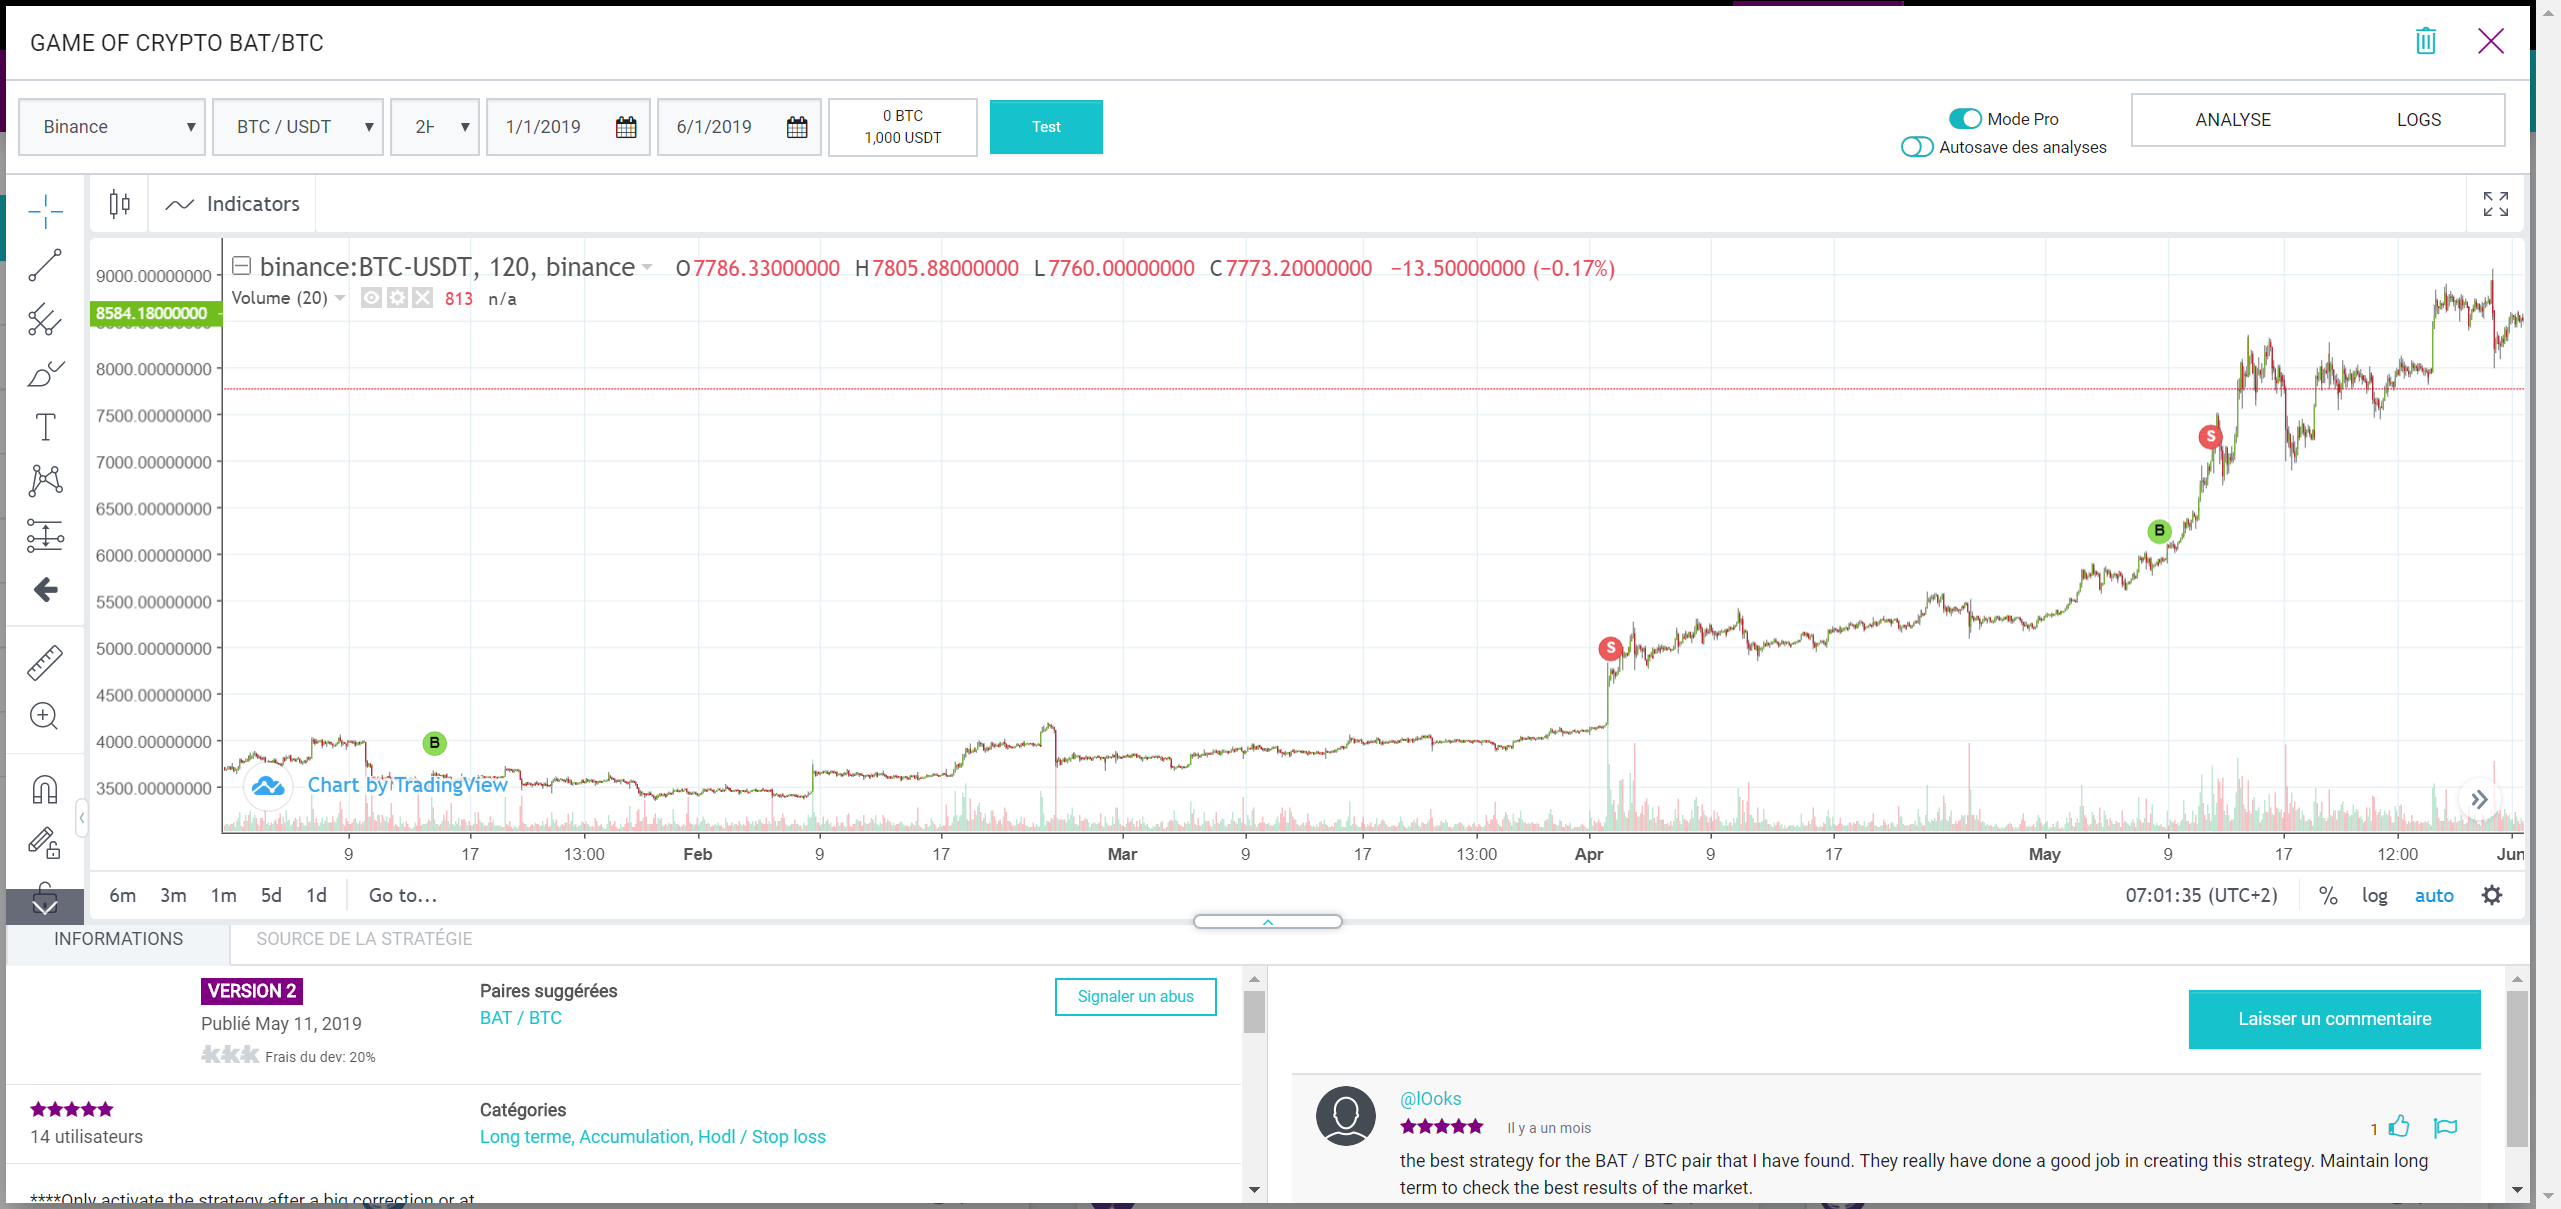 GAME OF CRYPTO BAT/BTC
Binance
BTC / USDT
2H
1/1/2019
6/1/2019
0 BTC
1,000 USDT
Test
Mode Pro
Autosave des analyses
ANALYSE
LOGS
Indicators
binance:BTC-USDT, 120, binance
O7786.33000000 H7805.88000000 L7760.00000000 C7773.20000000 −13.50000000 (−0.17%)
Volume (20) 813 n/a
9000.00000000
8584.18000000
8000.00000000
7500.00000000
7000.00000000
6500.00000000
6000.00000000
5500.00000000
5000.00000000
4500.00000000
4000.00000000
3500.00000000
B
S
B
S
Chart by TradingView
9 17 13:00 Feb 9 17 Mar 9 17 13:00 Apr 9 17 May 9 17 12:00 Jun
6m 3m 1m 5d 1d Go to...
07:01:35 (UTC+2) % log auto
INFORMATIONS
SOURCE DE LA STRATÉGIE
VERSION 2
Publié May 11, 2019
Frais du dev: 20%
Paires suggérées
BAT / BTC
Signaler un abus
14 utilisateurs
Catégories
Long terme, Accumulation, Hodl / Stop loss
****Only activate the strategy after a big correction or at
Laisser un commentaire
@lOoks
Il y a un mois
1
the best strategy for the BAT / BTC pair that I have found. They really have done a good job in creating this strategy. Maintain long
term to check the best results of the market.